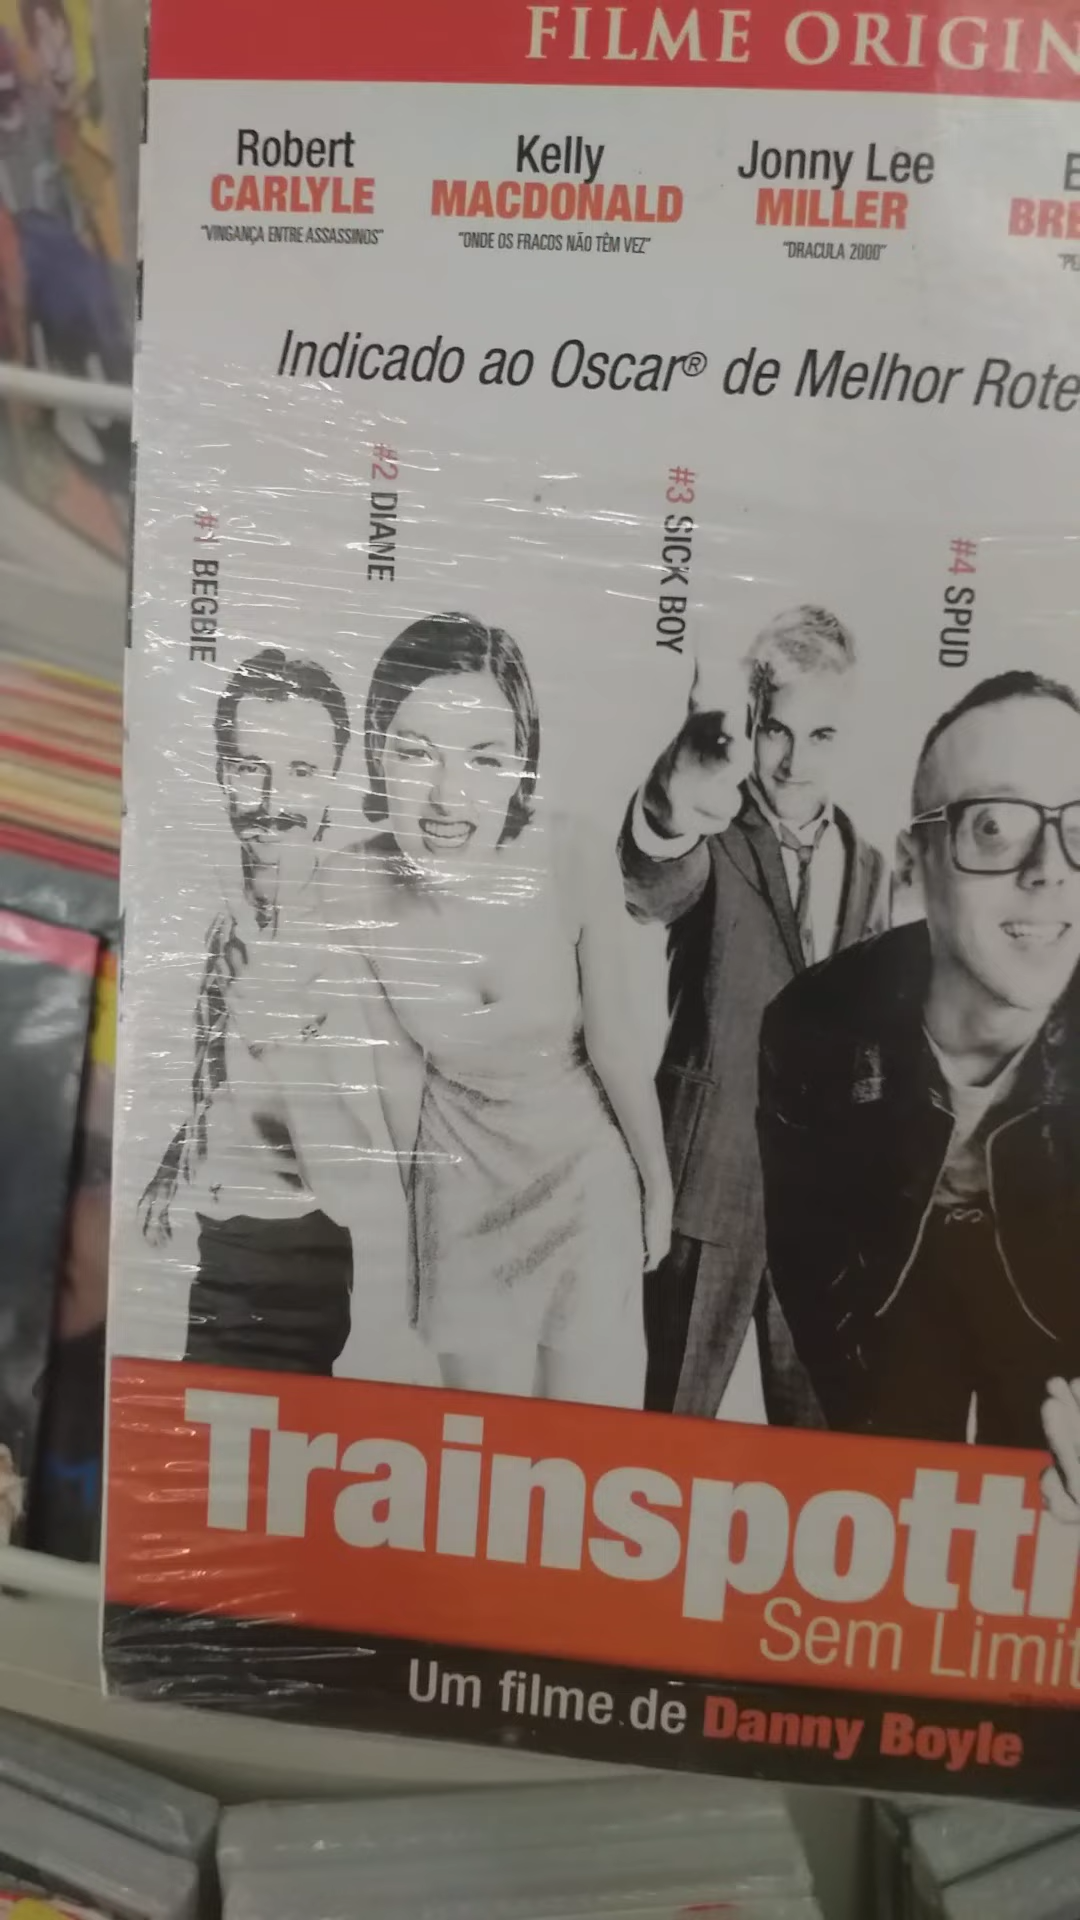 FILME ORIGIN
Robert
CARLYLE
"VINGANÇA ENTRE ASSASSINOS"
Kelly
MACDONALD
"ONDE OS FRACOS NÃO TÊM VEZ"
Jonny Lee
MILLER
"DRACULA 2000"
E
BRE
"PE
Indicado ao Oscar® de Melhor Rote
#1 BEGBIE
#2 DIANE
#3 SICK BOY
#4 SPUD
Trainspotti
Sem Limit
Um filme de Danny Boyle